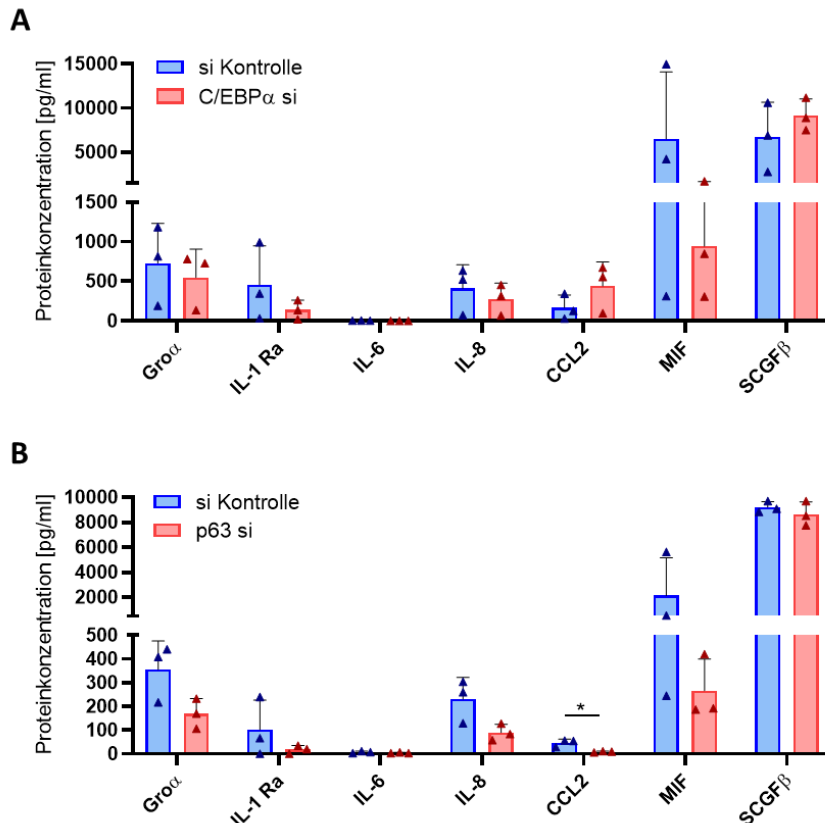 A
Proteinkonzentration [pg/ml]
15000
10000
5000
1500
1000
500
0
si Kontrolle
C/EBPα si
Groα
IL-1 Ra
IL-6
IL-8
CCL2
MIF
SCGFβ
B
Proteinkonzentration [pg/ml]
10000
8000
6000
4000
2000
500
400
300
200
100
0
si Kontrolle
p63 si
*
Groα
IL-1 Ra
IL-6
IL-8
CCL2
MIF
SCGFβ